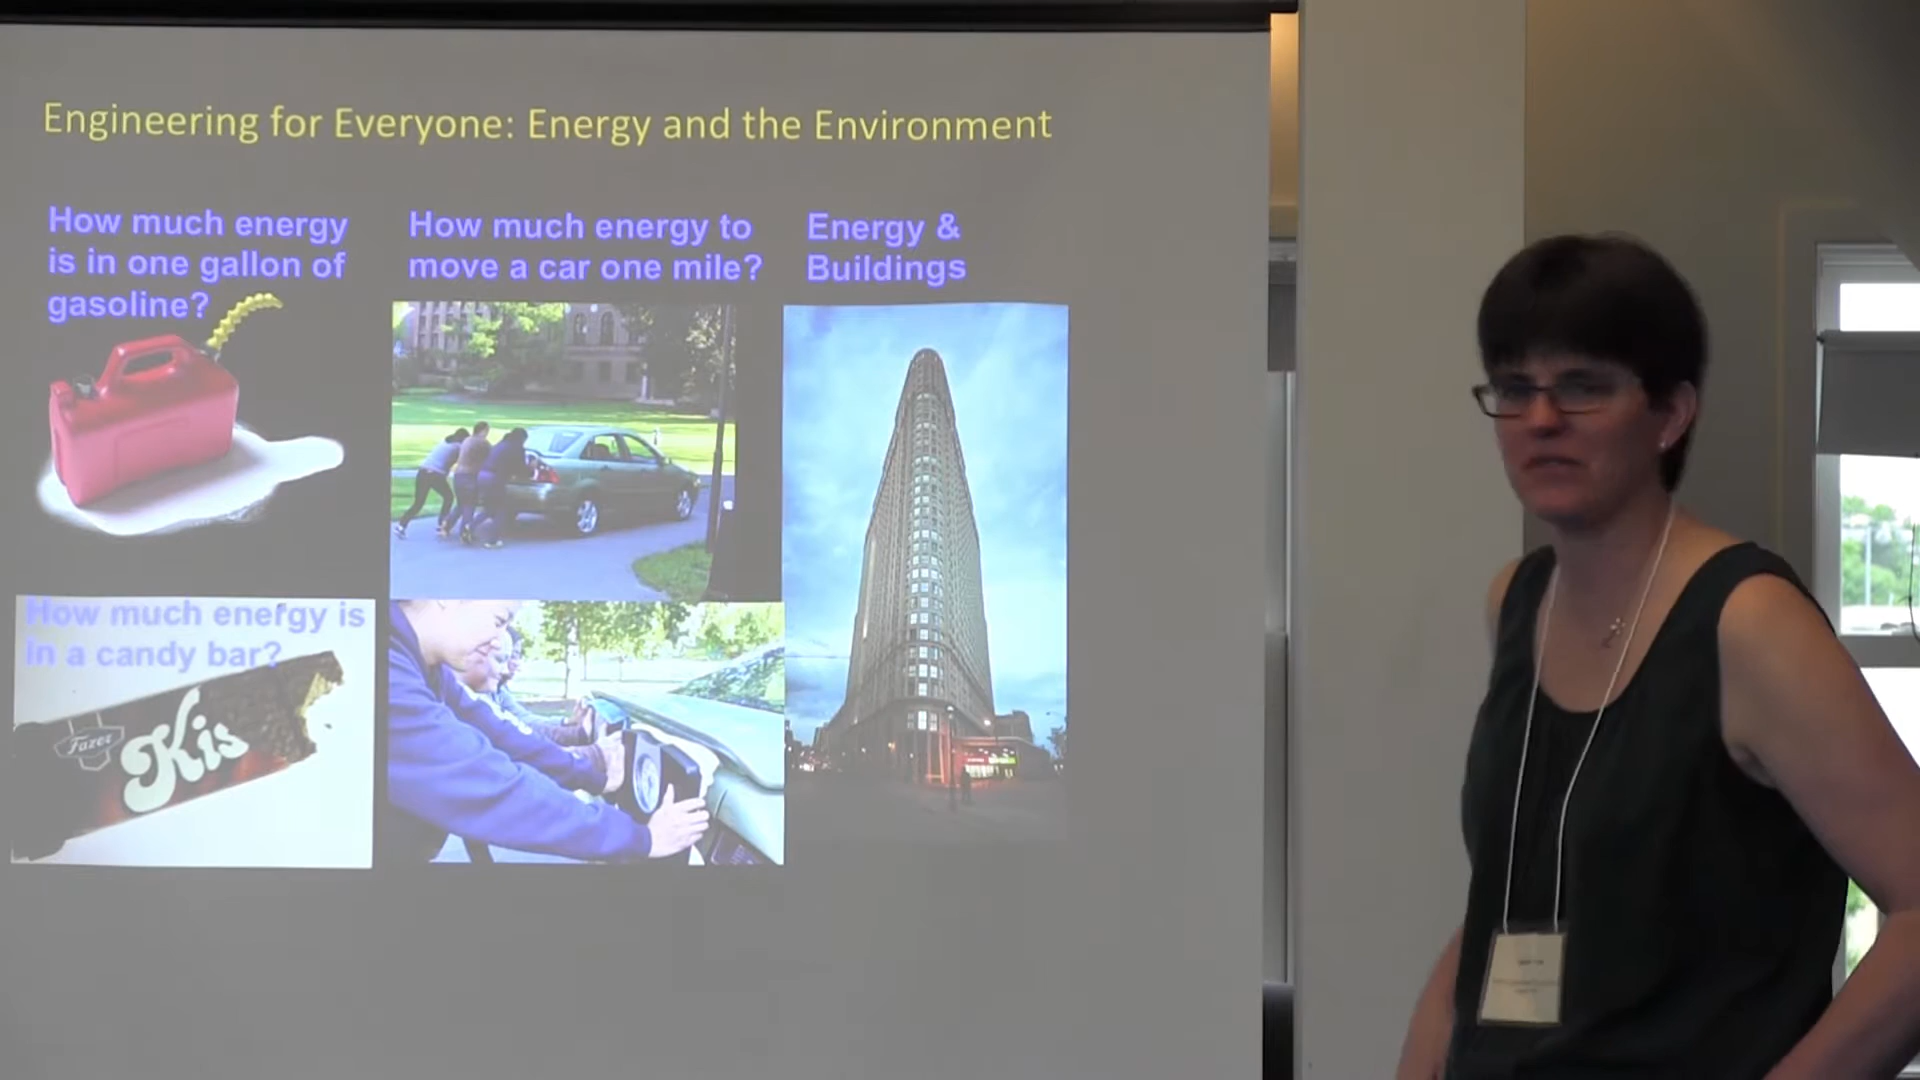 Engineering for Everyone: Energy and the Environment
How much energy
is in one gallon of
gasoline?
How much energy to
move a car one mile?
Energy &
Buildings
How much energy is
in a candy bar?
Fazer
Kis